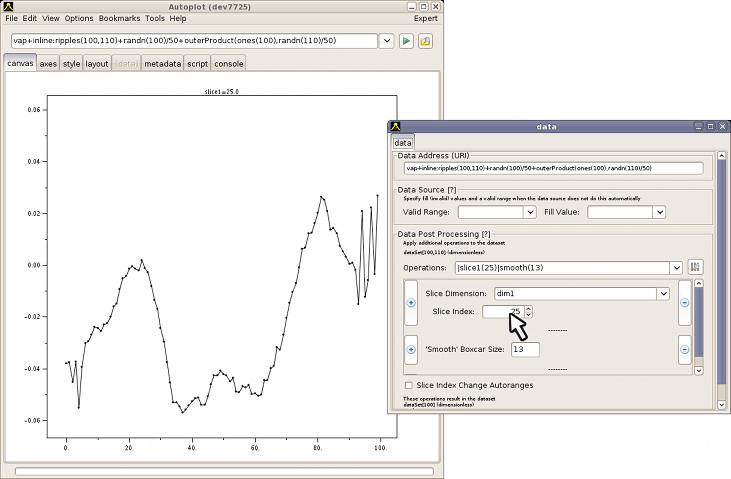 Autoplot (dev7725)
File Edit View Options Bookmarks Tools Help Expert
vap+inline:ripples(100,110)+randn(100)/50+outerProduct(ones(100),randn(110)/50)
canvas axes style layout (data) metadata script console
slice1=25.0
0.06
0.04
0.02
0.00
-0.02
-0.04
-0.06
0. 20. 40. 60. 80. 100.
data
data
Data Address (URI)
vap+inline:ripples(100,110)+randn(100)/50+outerProduct(ones(100),randn(110)/50)
Data Source [?]
Specify fill (invalid) values and a valid range when the data source does not do this automatically
Valid Range: Fill Value:
Data Post Processing [?]
Apply additional operations to the dataset
dataSet[100,110] (dimensionless)
Operations: |slice1(25)|smooth(13)
Slice Dimension: dim1
Slice Index: 25
--------
'Smooth' Boxcar Size: 13
--------
Slice Index Change Autoranges
These operations result in the dataset
dataSet[100] (dimensionless)